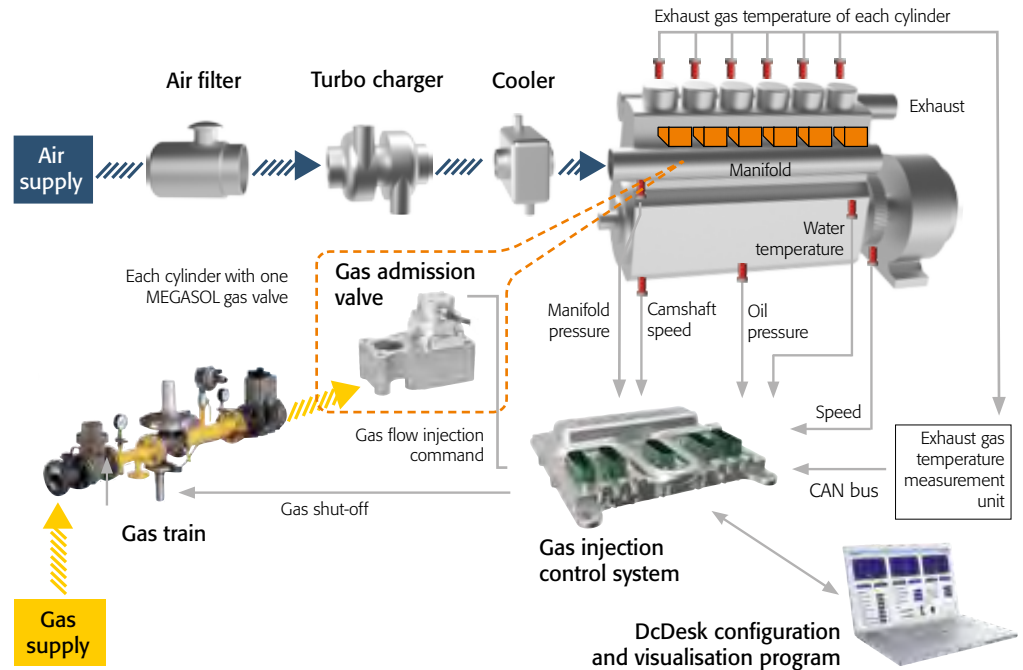 Exhaust gas temperature of each cylinder
Air filter
Turbo charger
Cooler
Exhaust
Air
supply
Manifold
Water
temperature
Each cylinder with one
MEGASOL gas valve
Gas admission
valve
Manifold
pressure
Camshaft
speed
Oil
pressure
Speed
Gas flow injection
command
Exhaust gas
temperature
measurement
unit
CAN bus
Gas shut-off
Gas train
Gas injection
control system
Gas
supply
DcDesk configuration
and visualisation program